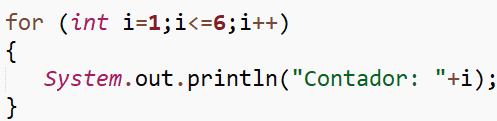 for (int i=1;i<=6;i++)
{
   System.out.println("Contador: "+i);
}